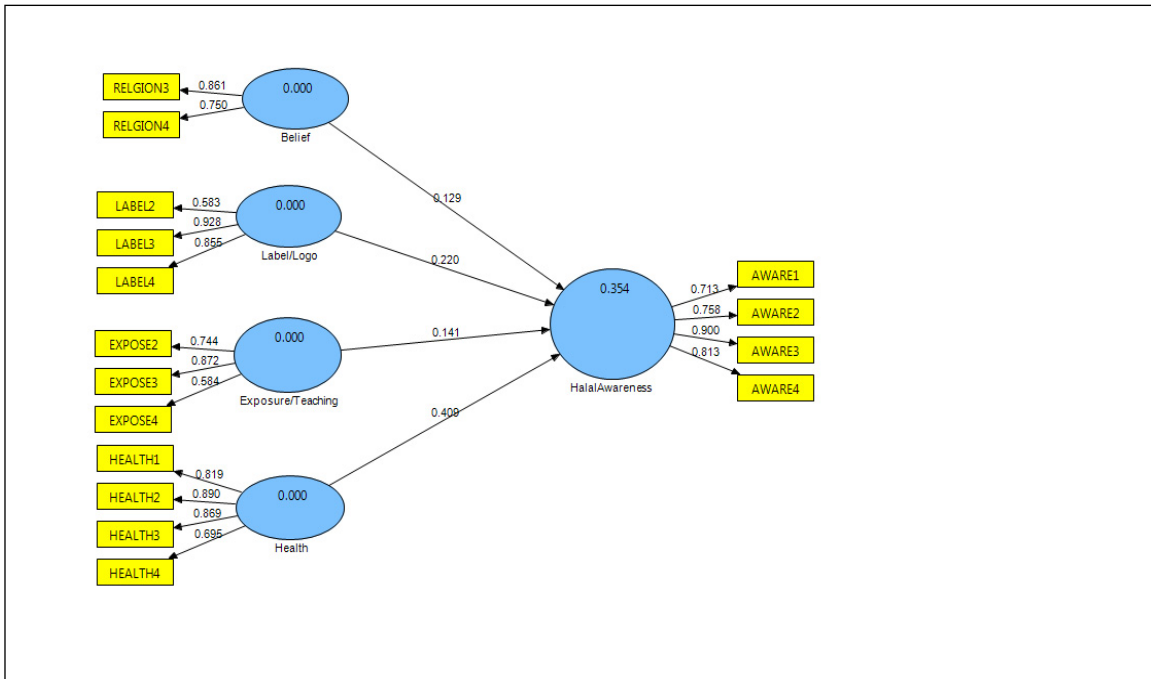 RELGION3
0.861
RELGION4
0.750
0.000
Belief
0.129
LABEL2
0.583
LABEL3
0.928
LABEL4
0.855
0.000
Label/Logo
0.220
EXPOSE2
0.744
EXPOSE3
0.872
EXPOSE4
0.584
0.000
Exposure/Teaching
0.141
HEALTH1
0.819
HEALTH2
0.890
HEALTH3
0.869
HEALTH4
0.695
0.000
Health
0.409
0.354
HalalAwareness
0.713
AWARE1
0.758
AWARE2
0.900
AWARE3
0.813
AWARE4